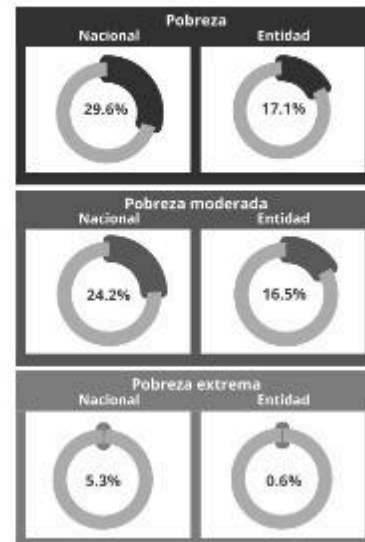 Pobreza
Nacional Entidad
29.6% 17.1%
Pobreza moderada
Nacional Entidad
24.2% 16.5%
Pobreza extrema
Nacional Entidad
5.3% 0.6%